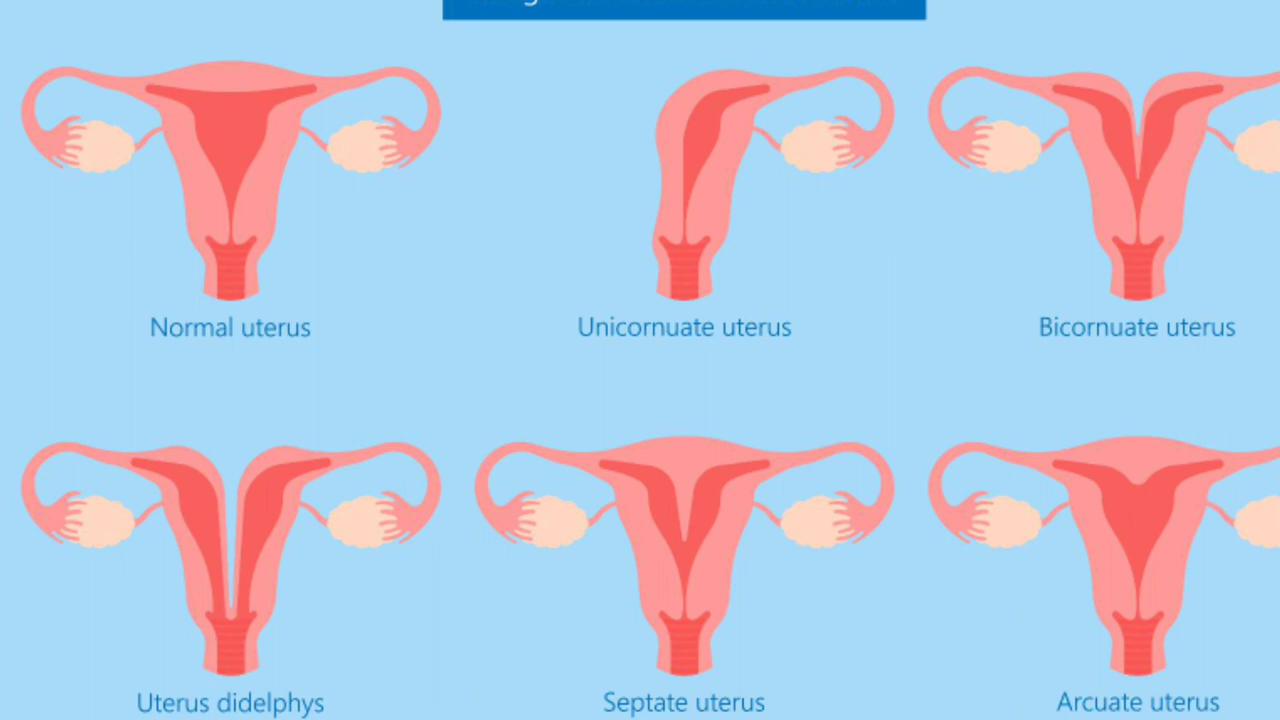 Normal uterus
Unicornuate uterus
Bicornuate uterus
Uterus didelphys
Septate uterus
Arcuate uterus